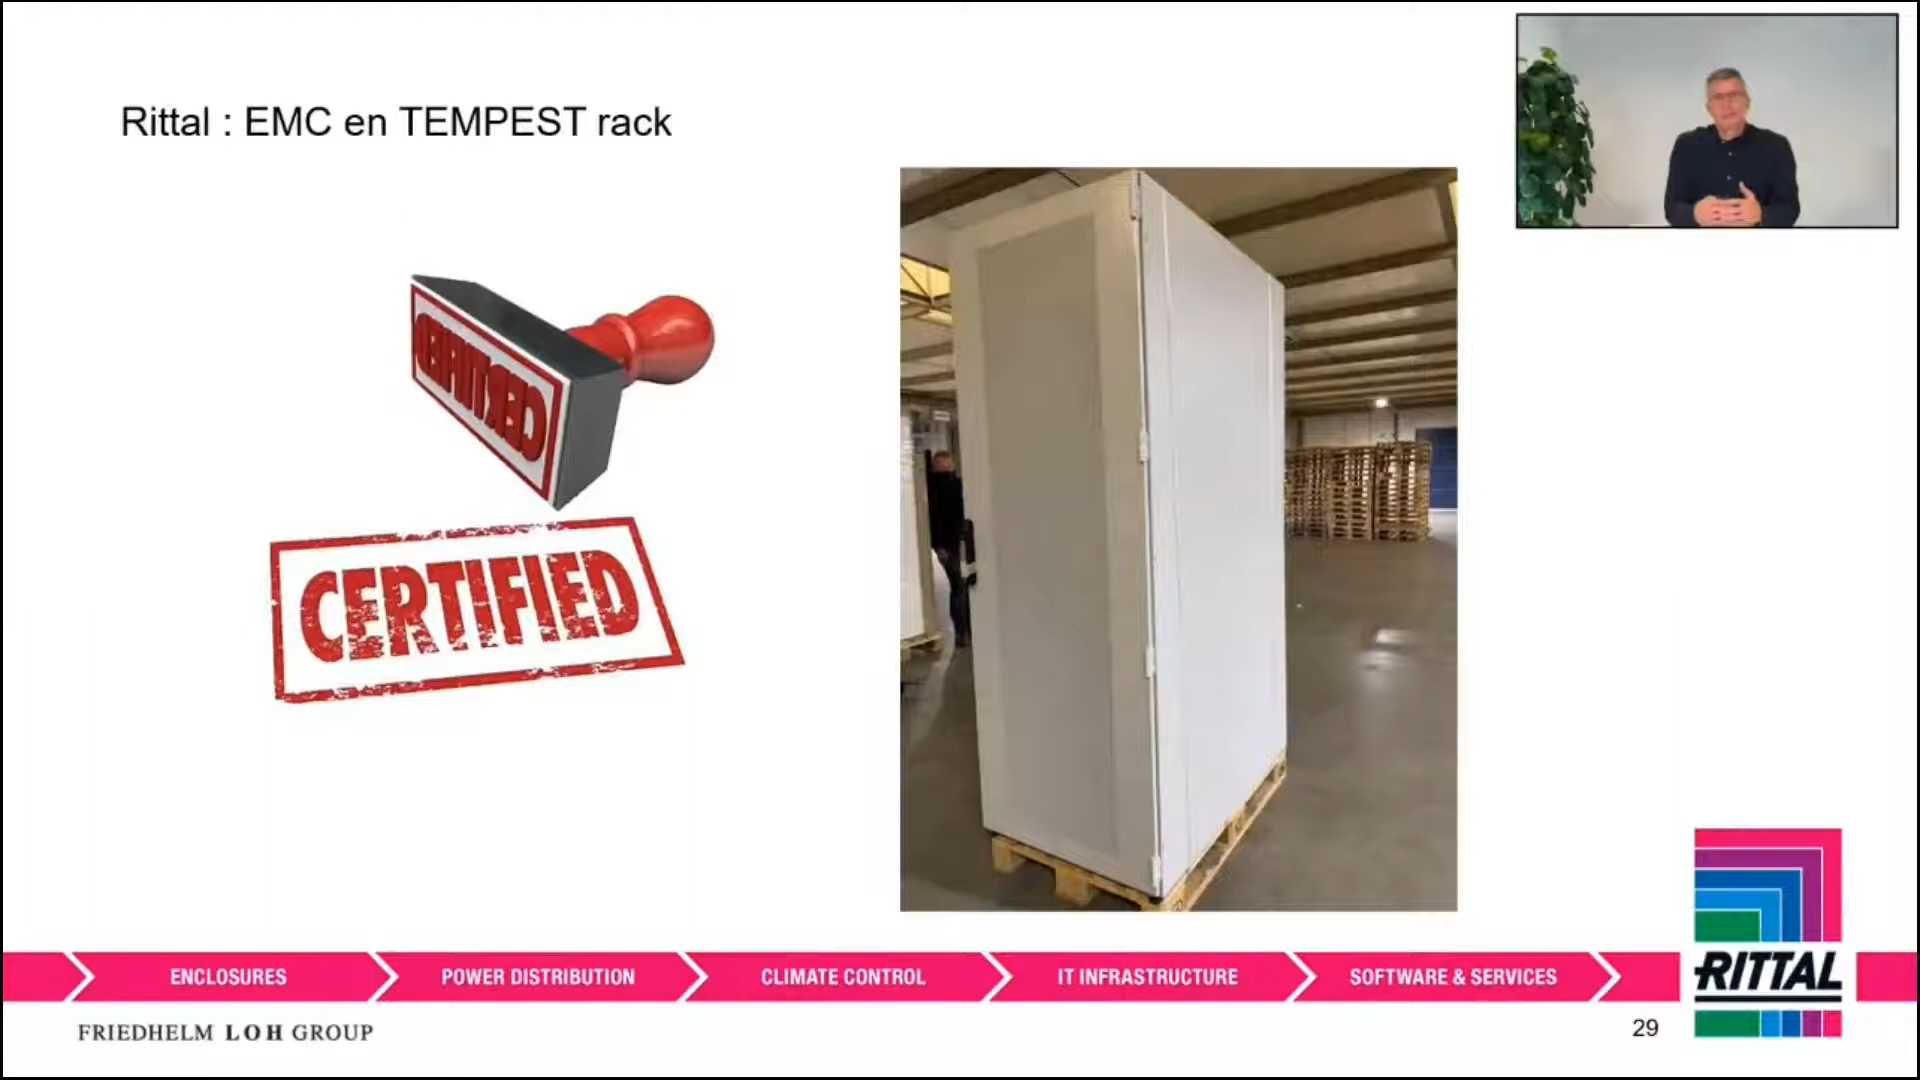 Rittal : EMC en TEMPEST rack
CERTIFIED
CERTIFIED
ENCLOSURES
POWER DISTRIBUTION
CLIMATE CONTROL
IT INFRASTRUCTURE
SOFTWARE & SERVICES
RITTAL
FRIEDHELM LOH GROUP
29